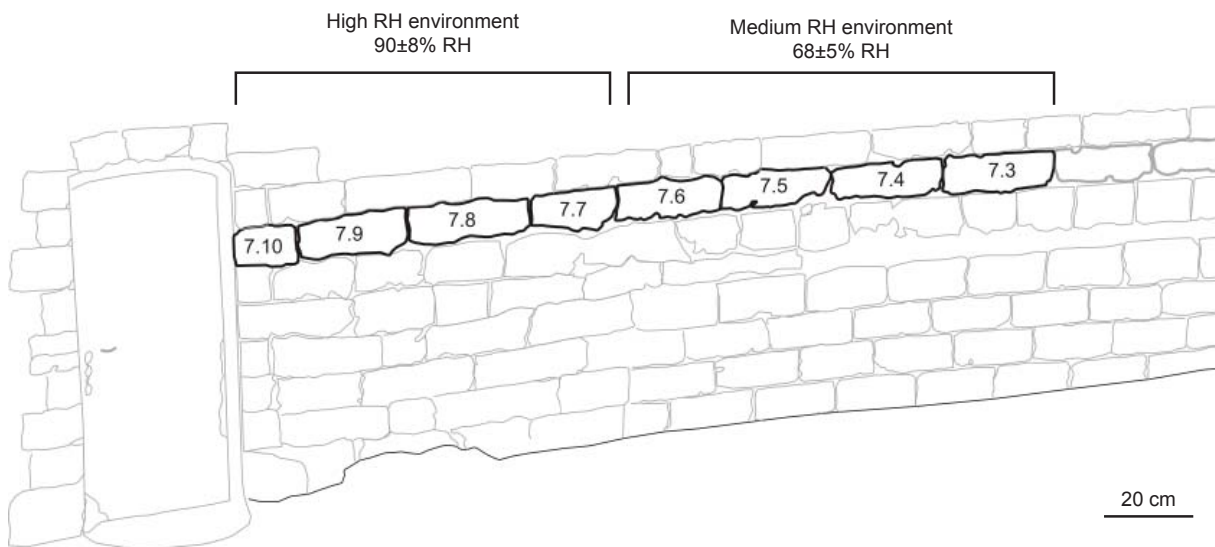 High RH environment
90±8% RH
Medium RH environment
68±5% RH
7.10
7.9
7.8
7.7
7.6
7.5
7.4
7.3
20 cm